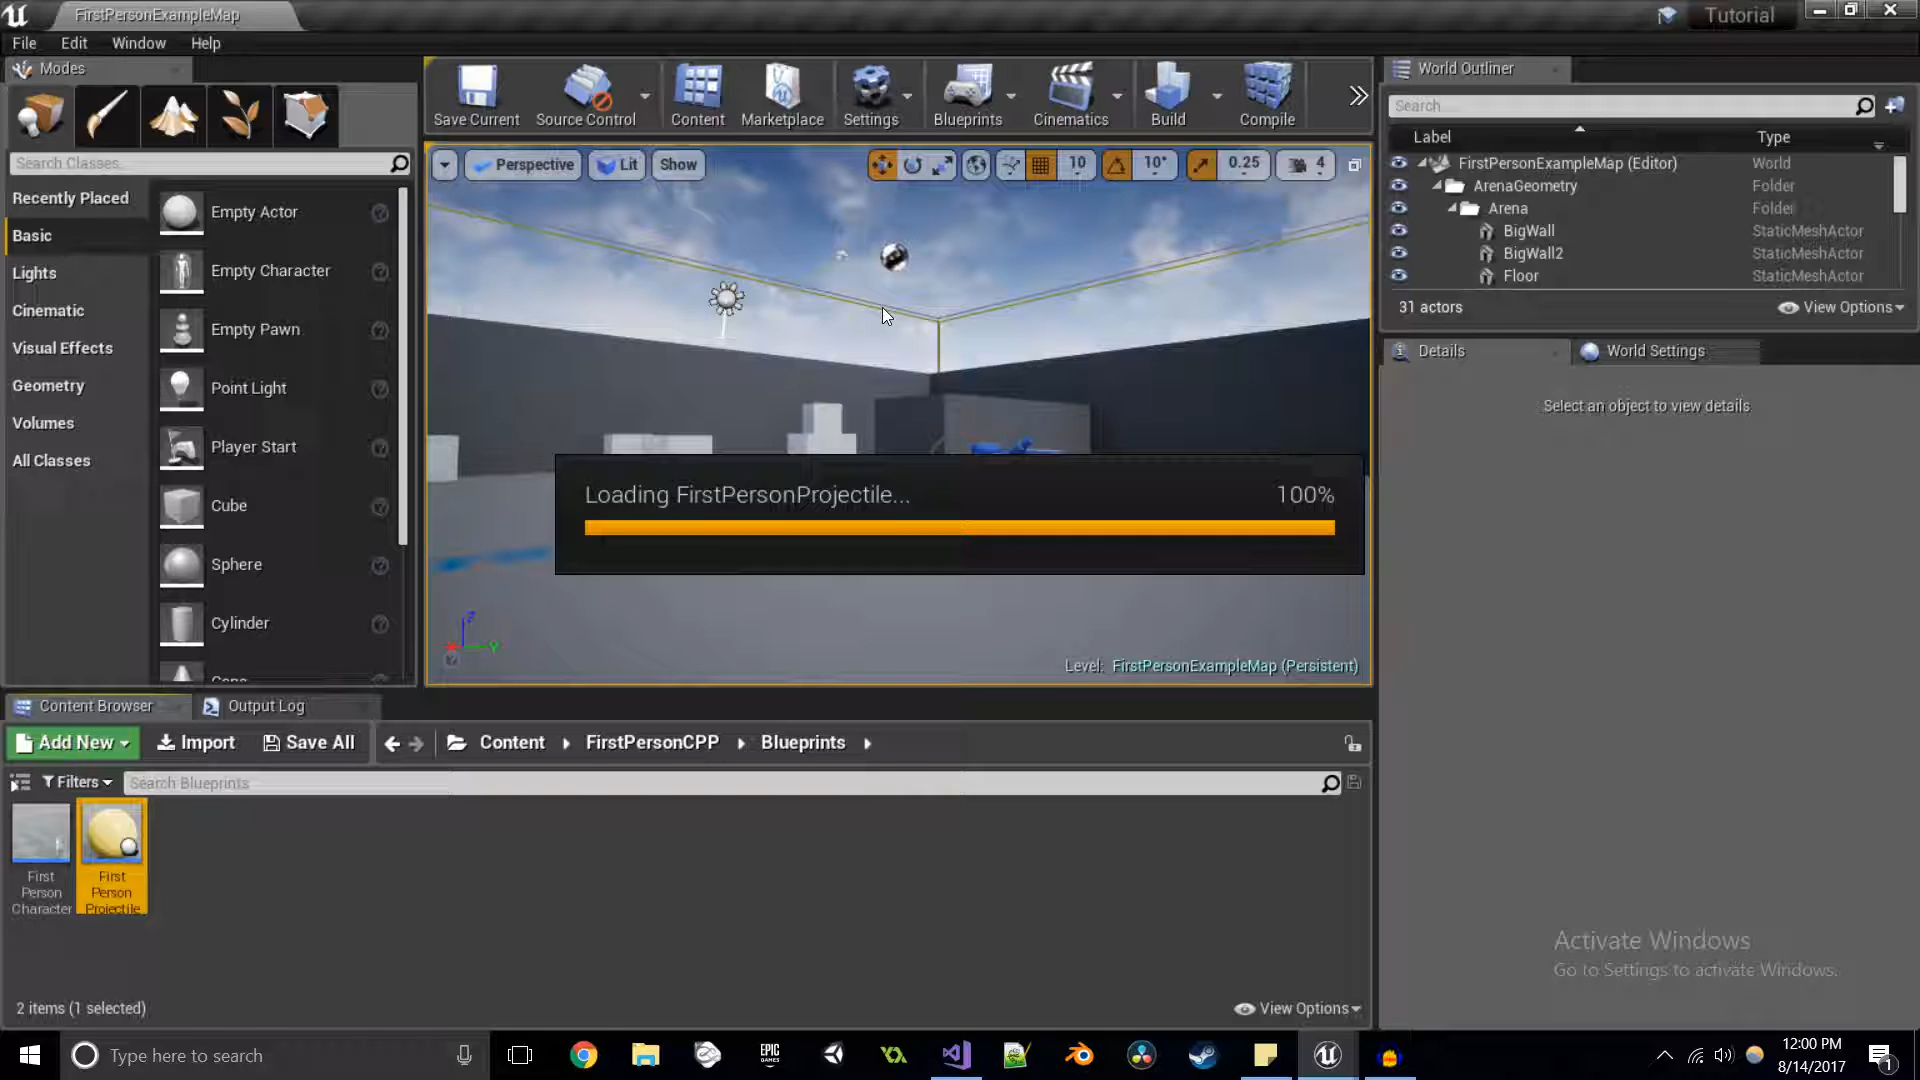 FirstPersonExampleMap
Tutorial
File Edit Window Help
Modes
Search Classes
Recently Placed
Basic
Lights
Cinematic
Visual Effects
Geometry
Volumes
All Classes
Empty Actor
Empty Character
Empty Pawn
Point Light
Player Start
Cube
Sphere
Cylinder
Save Current
Source Control
Content
Marketplace
Settings
Blueprints
Cinematics
Build
Compile
Perspective
Lit
Show
10
10°
0.25
4
Loading FirstPersonProjectile... 100%
Level: FirstPersonExampleMap (Persistent)
World Outliner
Search
Label Type
FirstPersonExampleMap (Editor) World
ArenaGeometry Folder
Arena Folder
BigWall StaticMeshActor
BigWall2 StaticMeshActor
Floor StaticMeshActor
31 actors
View Options
Details
World Settings
Select an object to view details
Content Browser
Output Log
Add New
Import
Save All
Content
FirstPersonCPP
Blueprints
Filters
Search Blueprints
First
Person
Character
First
Person
Projectile
2 items (1 selected)
View Options
Activate Windows
Go to Settings to activate Windows.
Type here to search
EPIC
GAMES
12:00 PM
8/14/2017
1